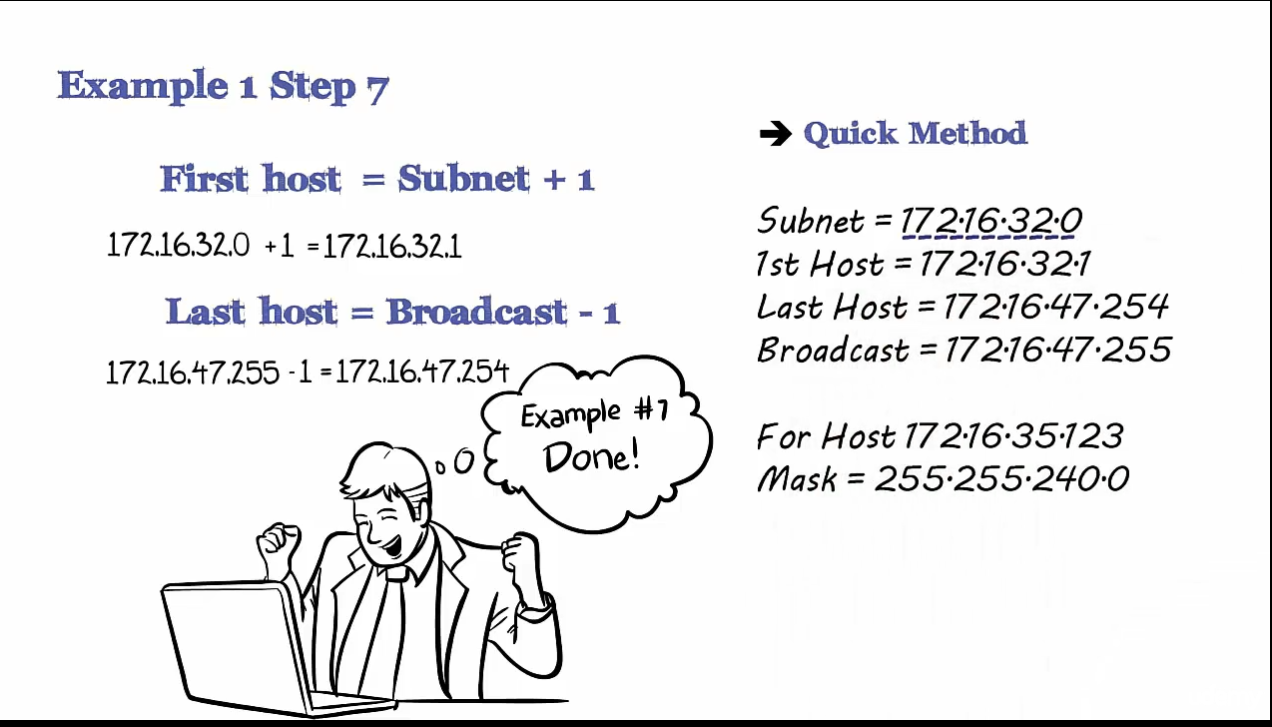 Example 1 Step 7
First host = Subnet + 1
172.16.32.0 +1 =172.16.32.1
Last host = Broadcast - 1
172.16.47.255 -1 =172.16.47.254
Example #1
Done!
➔ Quick Method
Subnet = 172.16.32.0
1st Host = 172.16.32.1
Last Host = 172.16.47.254
Broadcast = 172.16.47.255
For Host 172.16.35.123
Mask = 255.255.240.0